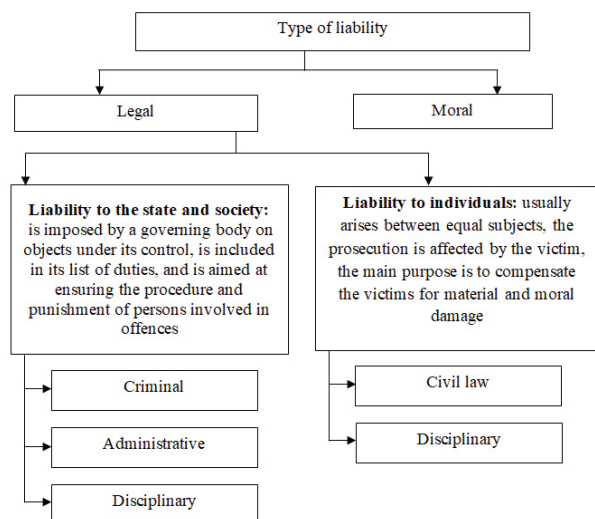 Type of liability
Legal
Moral
Liability to the state and society:
is imposed by a governing body on
objects under its control, is included
in its list of duties, and is aimed at
ensuring the procedure and
punishment of persons involved in
offences
Liability to individuals: usually
arises between equal subjects, the
prosecution is affected by the victim,
the main purpose is to compensate
the victims for material and moral
damage
Criminal
Administrative
Disciplinary
Civil law
Disciplinary